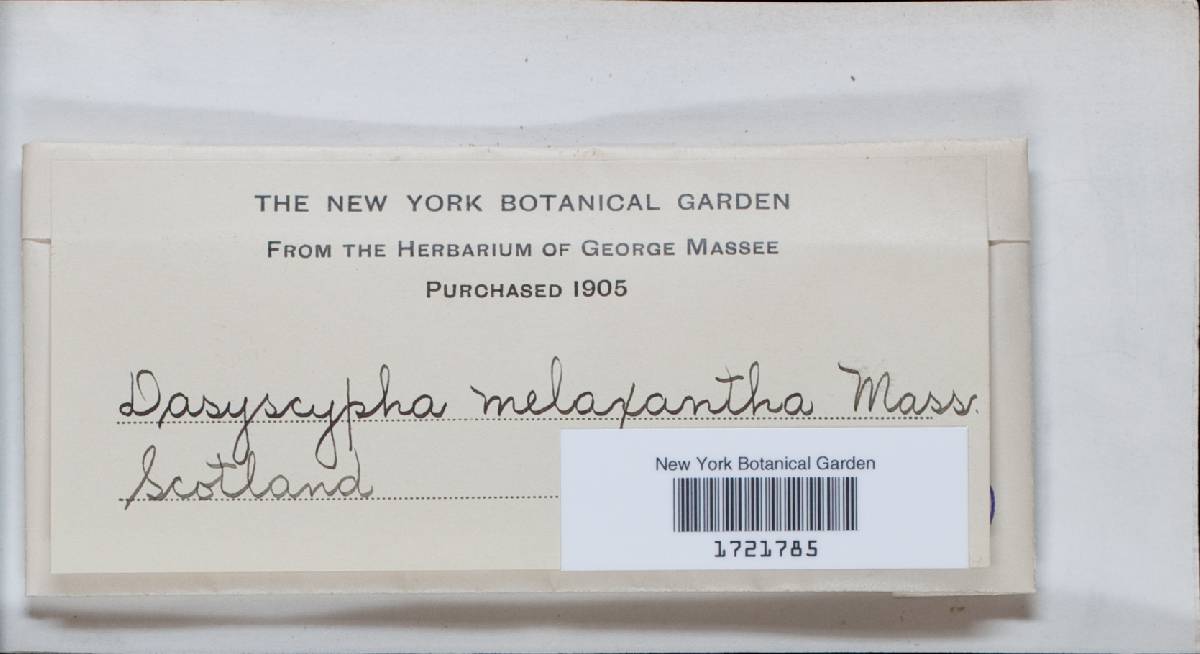 THE NEW YORK BOTANICAL GARDEN
FROM THE HERBARIUM OF GEORGE MASSEE
PURCHASED 1905
Dasyscypha melaxantha Mass.
Scotland
New York Botanical Garden
1721785